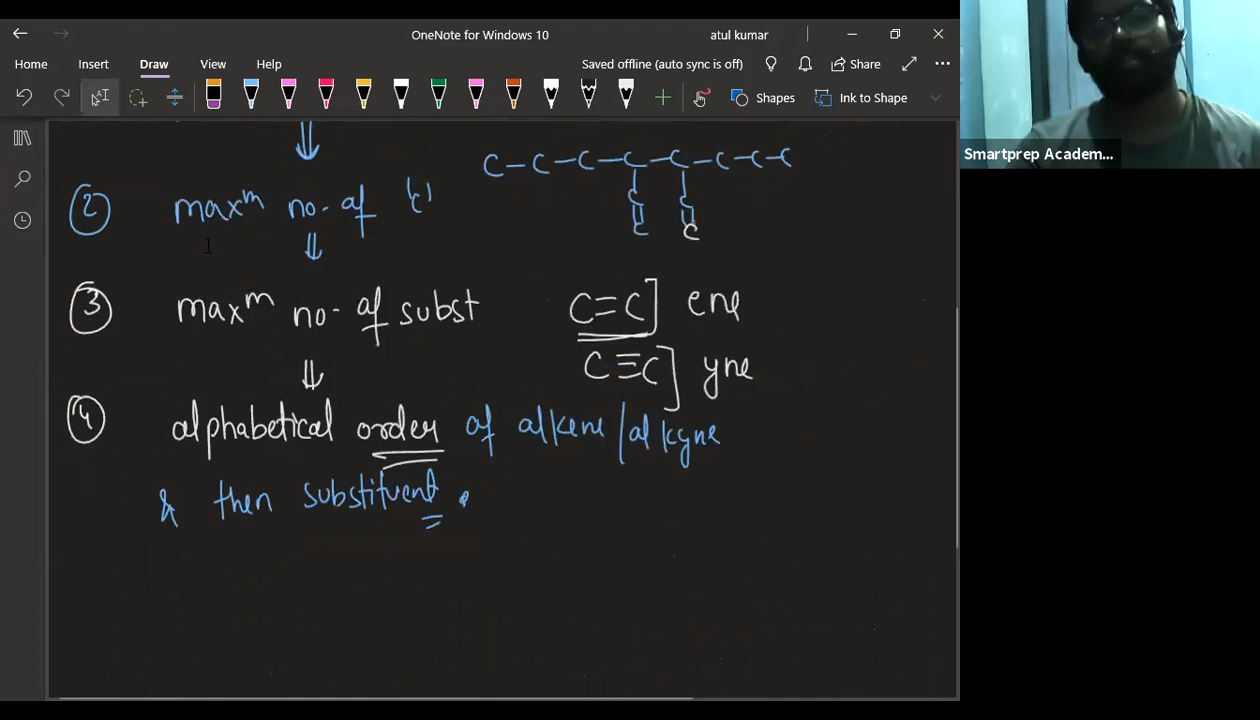 OneNote for Windows 10
atul kumar
Home Insert Draw View Help
Saved offline (auto sync is off)
Share
Shapes
Ink to Shape
Smartprep Academ...
C-C-C-C-C-C-C-C
C C
|| ||
C C
② maxᵐ no. of 'C'
③ maxᵐ no. of subst
C=C] ene
C≡C] yne
④ alphabetical order of alkene/alkyne
& then substituent.